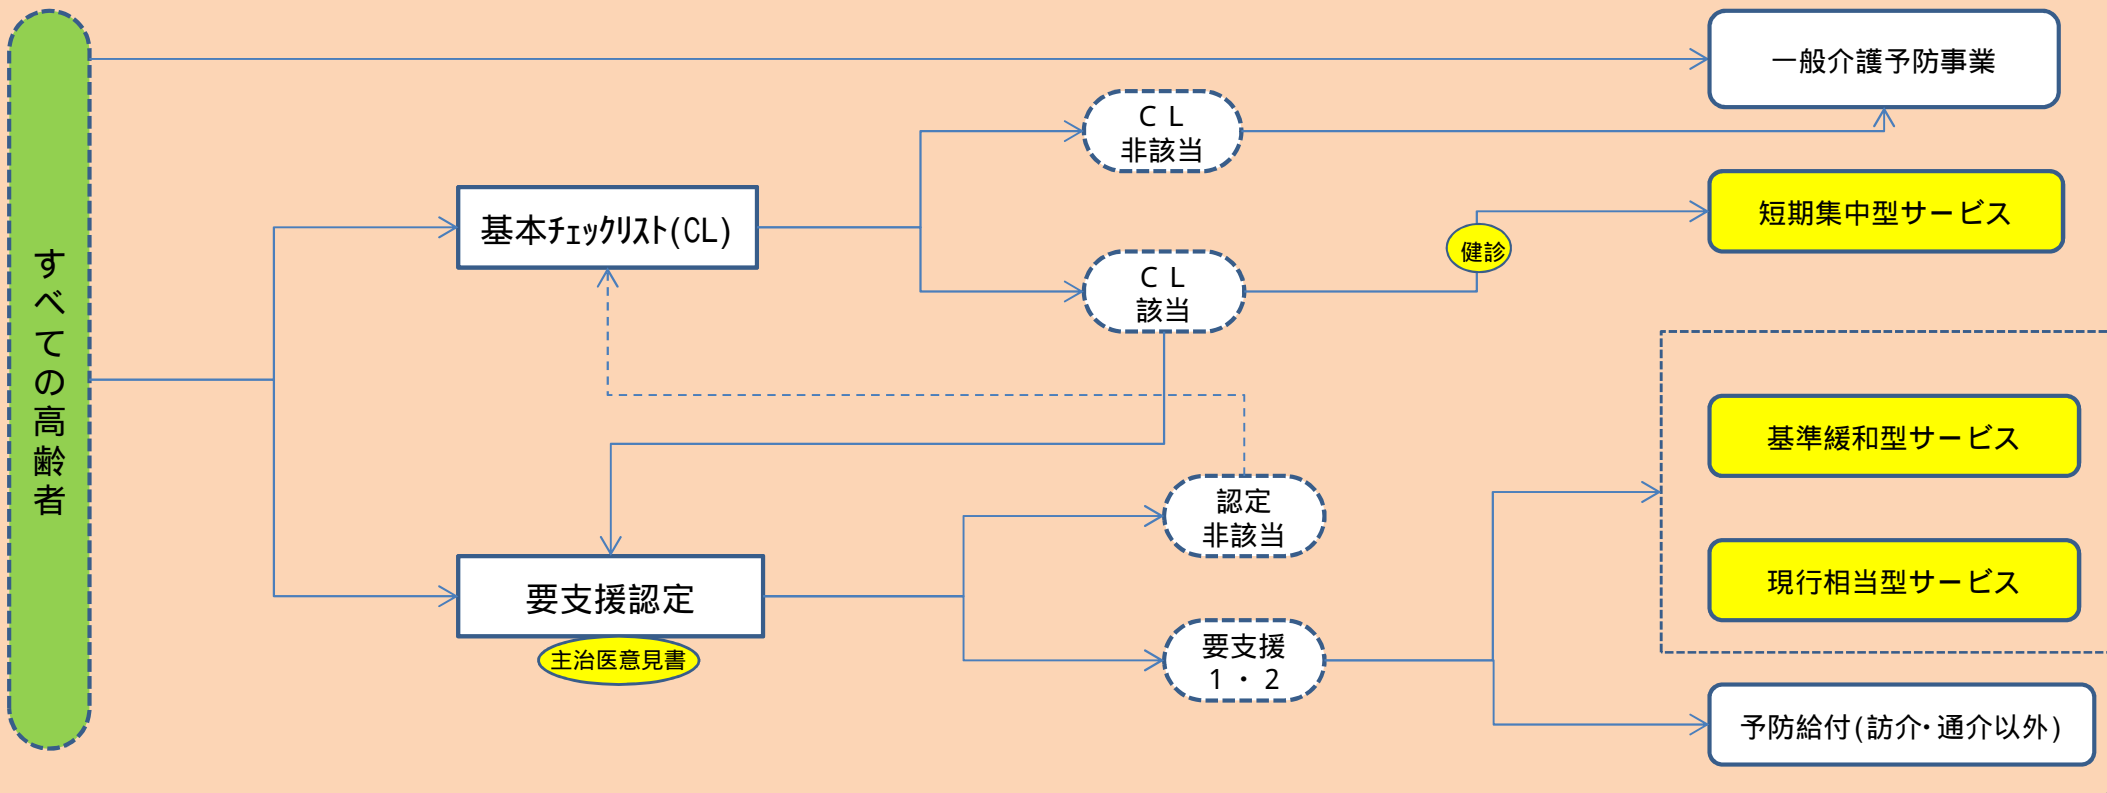 すべての高齢者
一般介護予防事業
ＣＬ
非該当
短期集中型サービス
基本ﾁｪｯｸﾘｽﾄ(CL)
健診
ＣＬ
該当
基準緩和型サービス
認定
非該当
現行相当型サービス
要支援認定
主治医意見書
要支援
１・２
予防給付(訪介･通介以外)